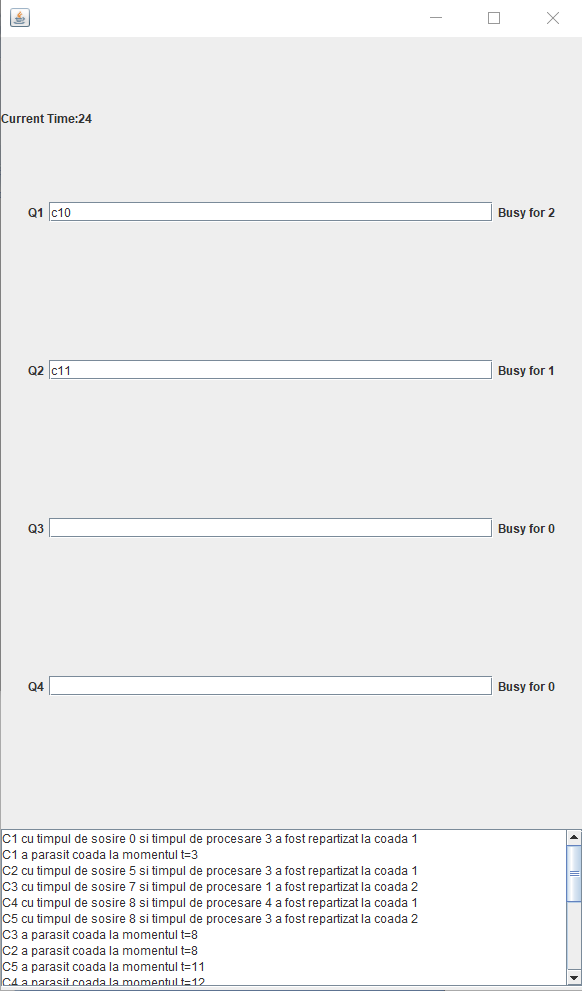 Current Time:24
Q1 c10 Busy for 2
Q2 c11 Busy for 1
Q3 Busy for 0
Q4 Busy for 0
C1 cu timpul de sosire 0 si timpul de procesare 3 a fost repartizat la coada 1
C1 a parasit coada la momentul t=3
C2 cu timpul de sosire 5 si timpul de procesare 3 a fost repartizat la coada 1
C3 cu timpul de sosire 7 si timpul de procesare 1 a fost repartizat la coada 2
C4 cu timpul de sosire 8 si timpul de procesare 4 a fost repartizat la coada 1
C5 cu timpul de sosire 8 si timpul de procesare 3 a fost repartizat la coada 2
C3 a parasit coada la momentul t=8
C2 a parasit coada la momentul t=8
C5 a parasit coada la momentul t=11
C4 a parasit coada la momentul t=12